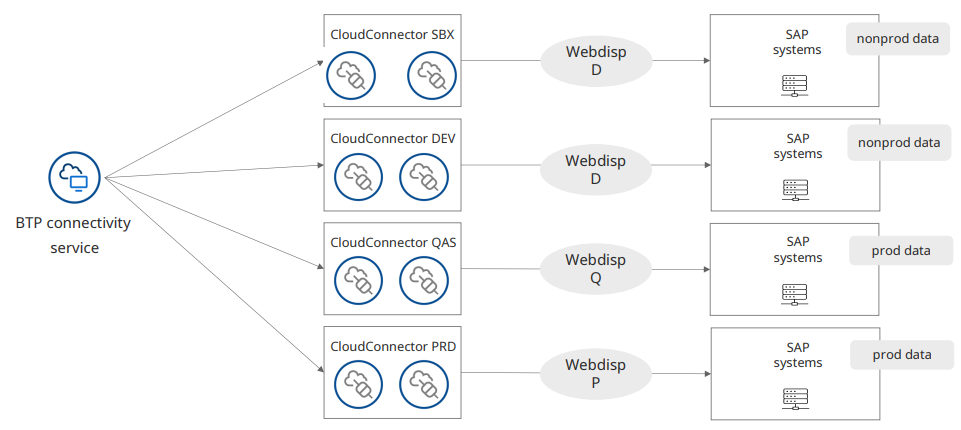 CloudConnector SBX
Webdisp
D
SAP
systems
nonprod data
CloudConnector DEV
Webdisp
D
SAP
systems
nonprod data
BTP connectivity
service
CloudConnector QAS
Webdisp
Q
SAP
systems
prod data
CloudConnector PRD
Webdisp
P
SAP
systems
prod data